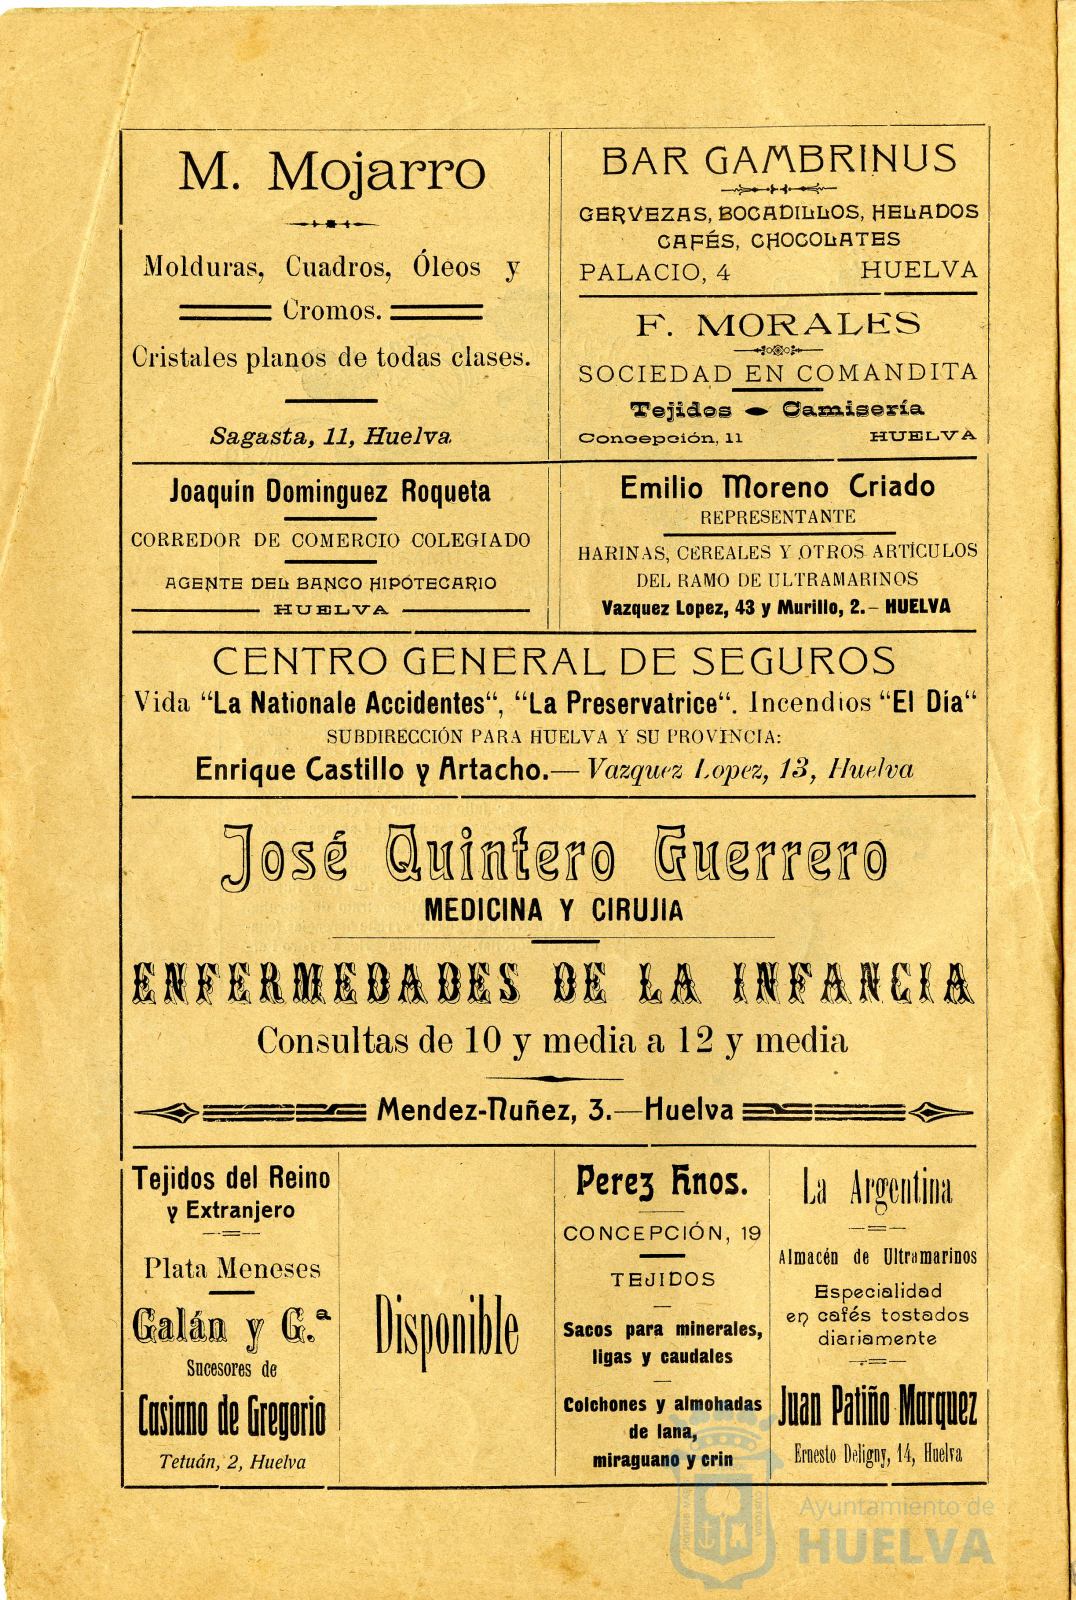 M. Mojarro
Molduras, Cuadros, Óleos y
Cromos.
Cristales planos de todas clases.
Sagasta, 11, Huelva
BAR GAMBRINUS
CERVEZAS, BOCADILLOS, HELADOS
CAFÉS, CHOCOLATES
PALACIO, 4 HUELVA
F. MORALES
SOCIEDAD EN COMANDITA
Tejidos Camisería
Concepción, 11 HUELVA
Joaquín Dominguez Roqueta
CORREDOR DE COMERCIO COLEGIADO
AGENTE DEL BANCO HIPOTECARIO
HUELVA
Emilio Moreno Criado
REPRESENTANTE
HARINAS, CEREALES Y OTROS ARTÍCULOS
DEL RAMO DE ULTRAMARINOS
Vazquez Lopez, 43 y Murillo, 2.- HUELVA
CENTRO GENERAL DE SEGUROS
Vida “La Nationale Accidentes“, “La Preservatrice“. Incendios “El Día“
SUBDIRECCIÓN PARA HUELVA Y SU PROVINCIA:
Enrique Castillo y Artacho.— Vazquez Lopez, 13, Huelva
José Quintero Guerrero
MEDICINA Y CIRUJIA
ENFERMEDADES DE LA INFANCIA
Consultas de 10 y media a 12 y media
Mendez-Nuñez, 3.—Huelva
Tejidos del Reino
y Extranjero
Plata Meneses
Galán y C.ª
Sucesores de
Casiano de Gregorio
Tetuán, 2, Huelva
Disponible
Perez Hnos.
CONCEPCIÓN, 19
TEJIDOS
Sacos para minerales,
ligas y caudales
Colchones y almohadas
de lana,
miraguano y crin
La Argentina
Almacén de Ultramarinos
Especialidad
en cafés tostados
diariamente
Juan Patiño Marquez
Ernesto Deligny, 14, Huelva
Ayuntamiento de
HUELVA